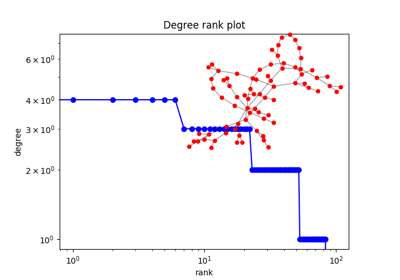 Degree rank plot
degree
6 × 10⁰
4 × 10⁰
3 × 10⁰
2 × 10⁰
10⁰
10⁰ 10¹ 10²
rank